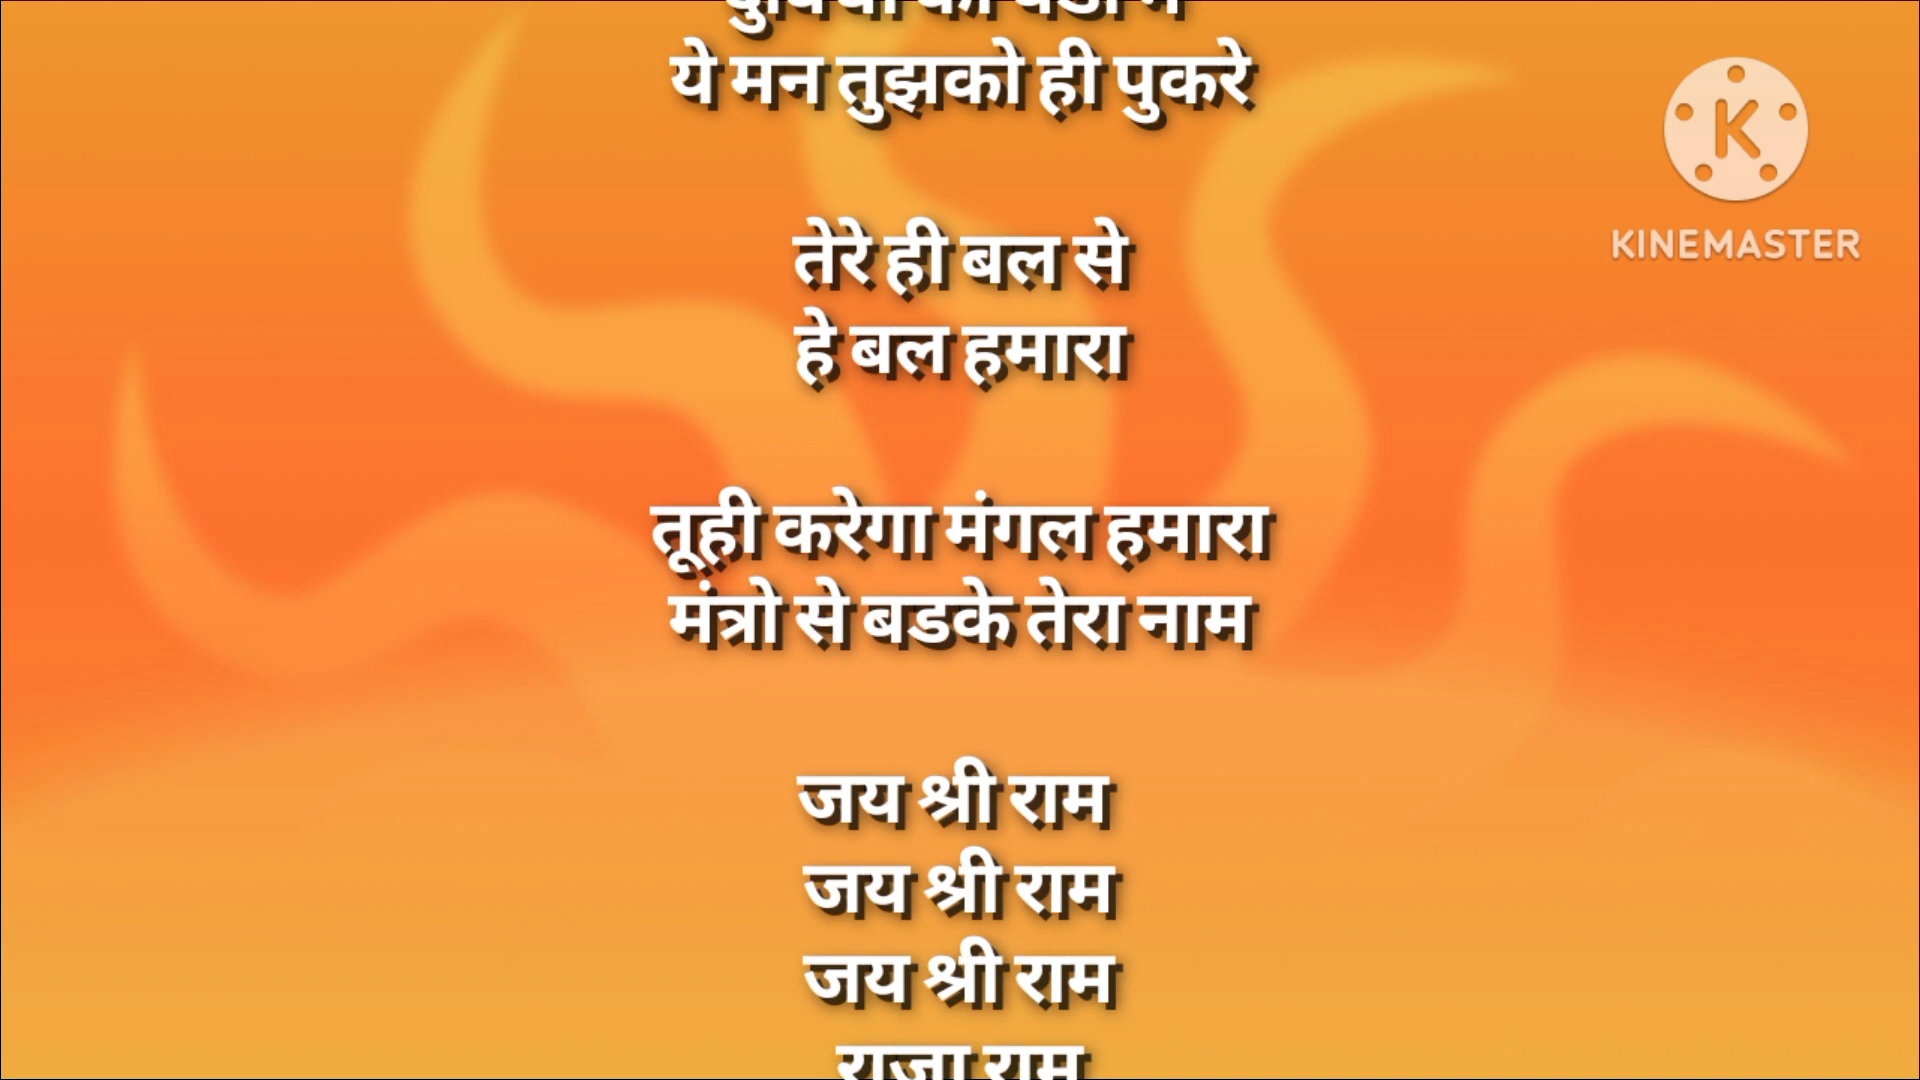 ये मन तुझको ही पुकरे
तेरे ही बल से
हे बल हमारा
तूही करेगा मंगल हमारा
मंत्रो से बडके तेरा नाम
जय श्री राम
जय श्री राम
जय श्री राम
राजा राम
KINEMASTER